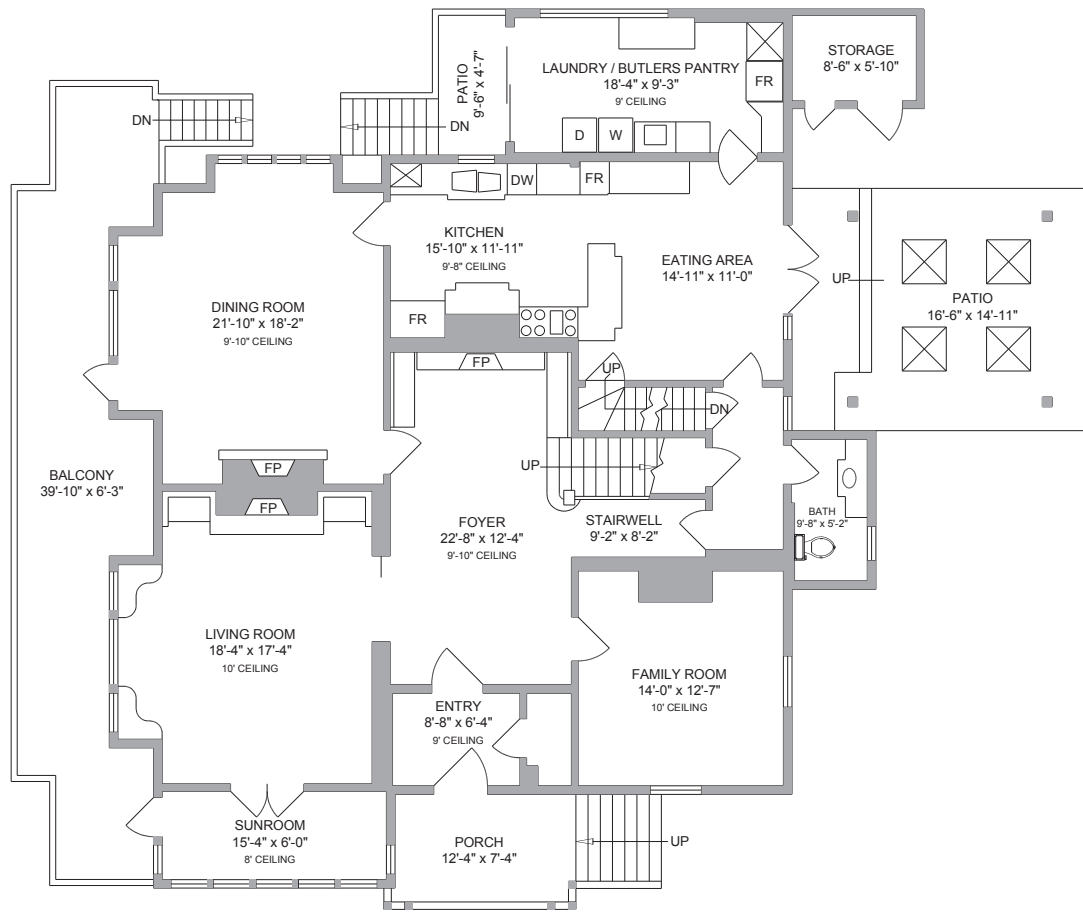 STORAGE
8'-6" x 5'-10"
LAUNDRY / BUTLERS PANTRY
18'-4" x 9'-3"
9' CEILING
FR
PATIO
9'-6" x 4'-7"
DN
DN
D
W
DW
FR
KITCHEN
15'-10" x 11'-11"
9'-8" CEILING
EATING AREA
14'-11" x 11'-0"
UP
PATIO
16'-6" x 14'-11"
DINING ROOM
21'-10" x 18'-2"
9'-10" CEILING
FR
FP
UP
DN
FP
FP
UP
BALCONY
39'-10" x 6'-3"
FOYER
22'-8" x 12'-4"
9'-10" CEILING
STAIRWELL
9'-2" x 8'-2"
BATH
9'-8" x 5'-2"
LIVING ROOM
18'-4" x 17'-4"
10' CEILING
FAMILY ROOM
14'-0" x 12'-7"
10' CEILING
ENTRY
8'-8" x 6'-4"
9' CEILING
SUNROOM
15'-4" x 6'-0"
8' CEILING
PORCH
12'-4" x 7'-4"
UP